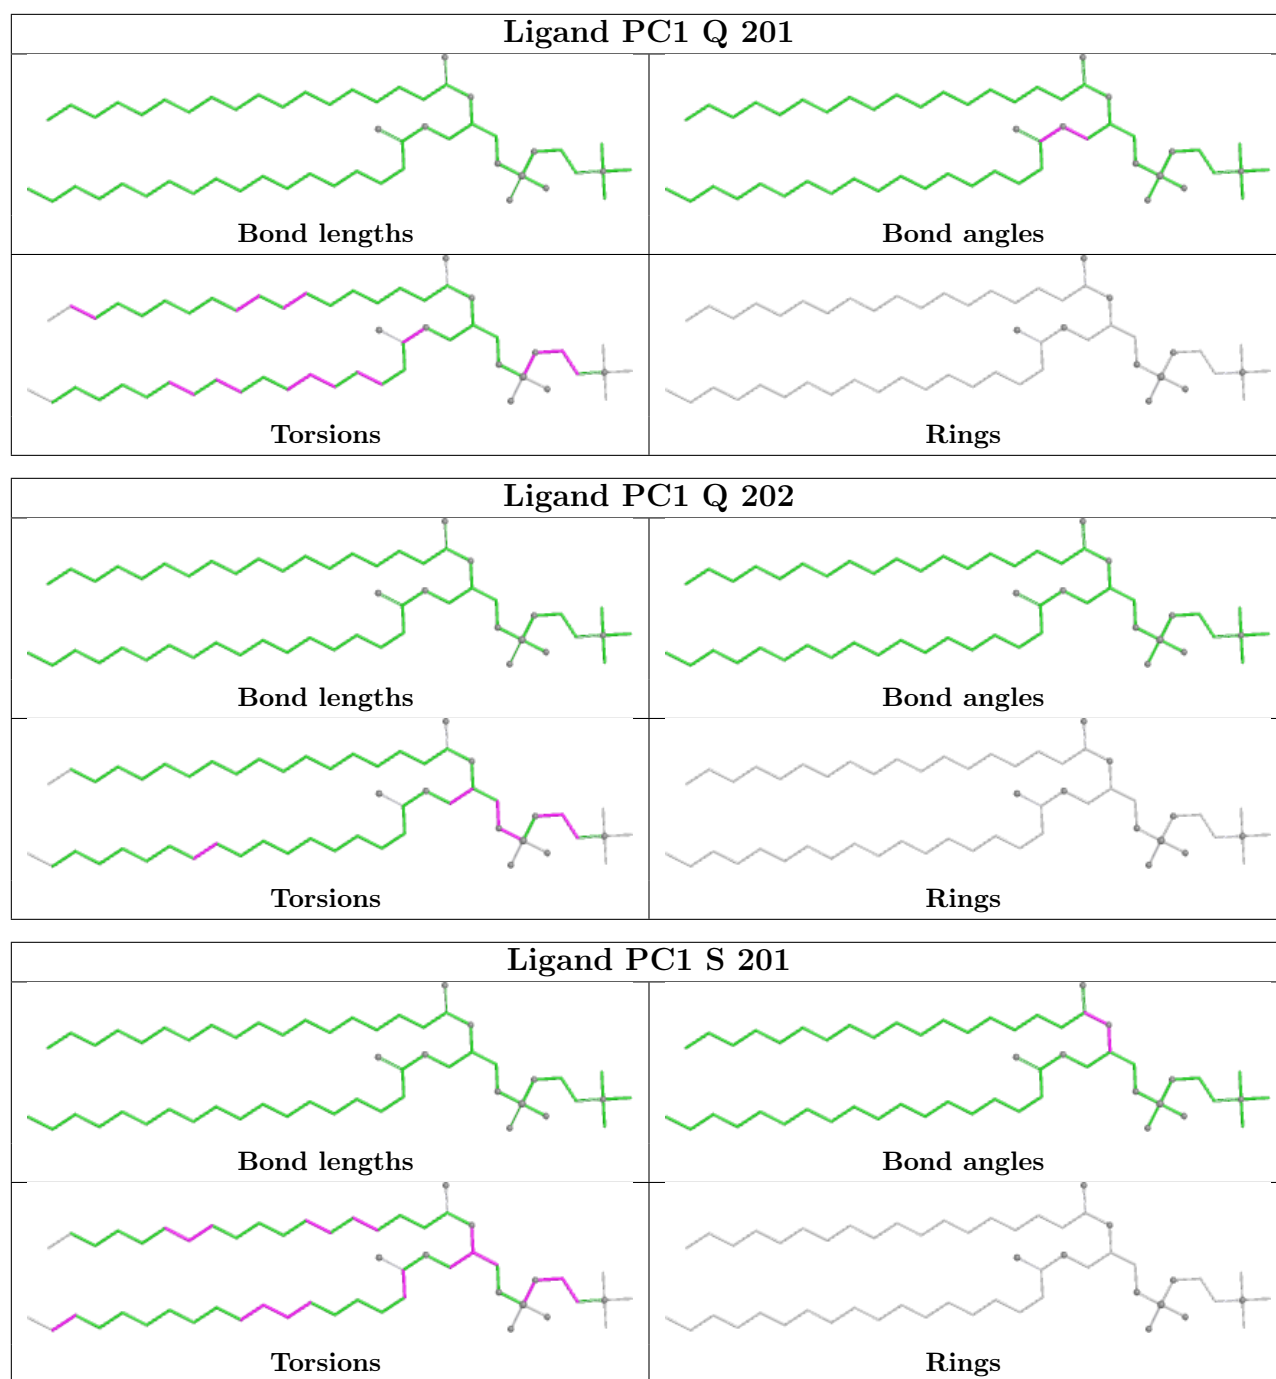 Ligand PC1 Q 201
Bond lengths
Bond angles
Torsions
Rings
Ligand PC1 Q 202
Bond lengths
Bond angles
Torsions
Rings
Ligand PC1 S 201
Bond lengths
Bond angles
Torsions
Rings